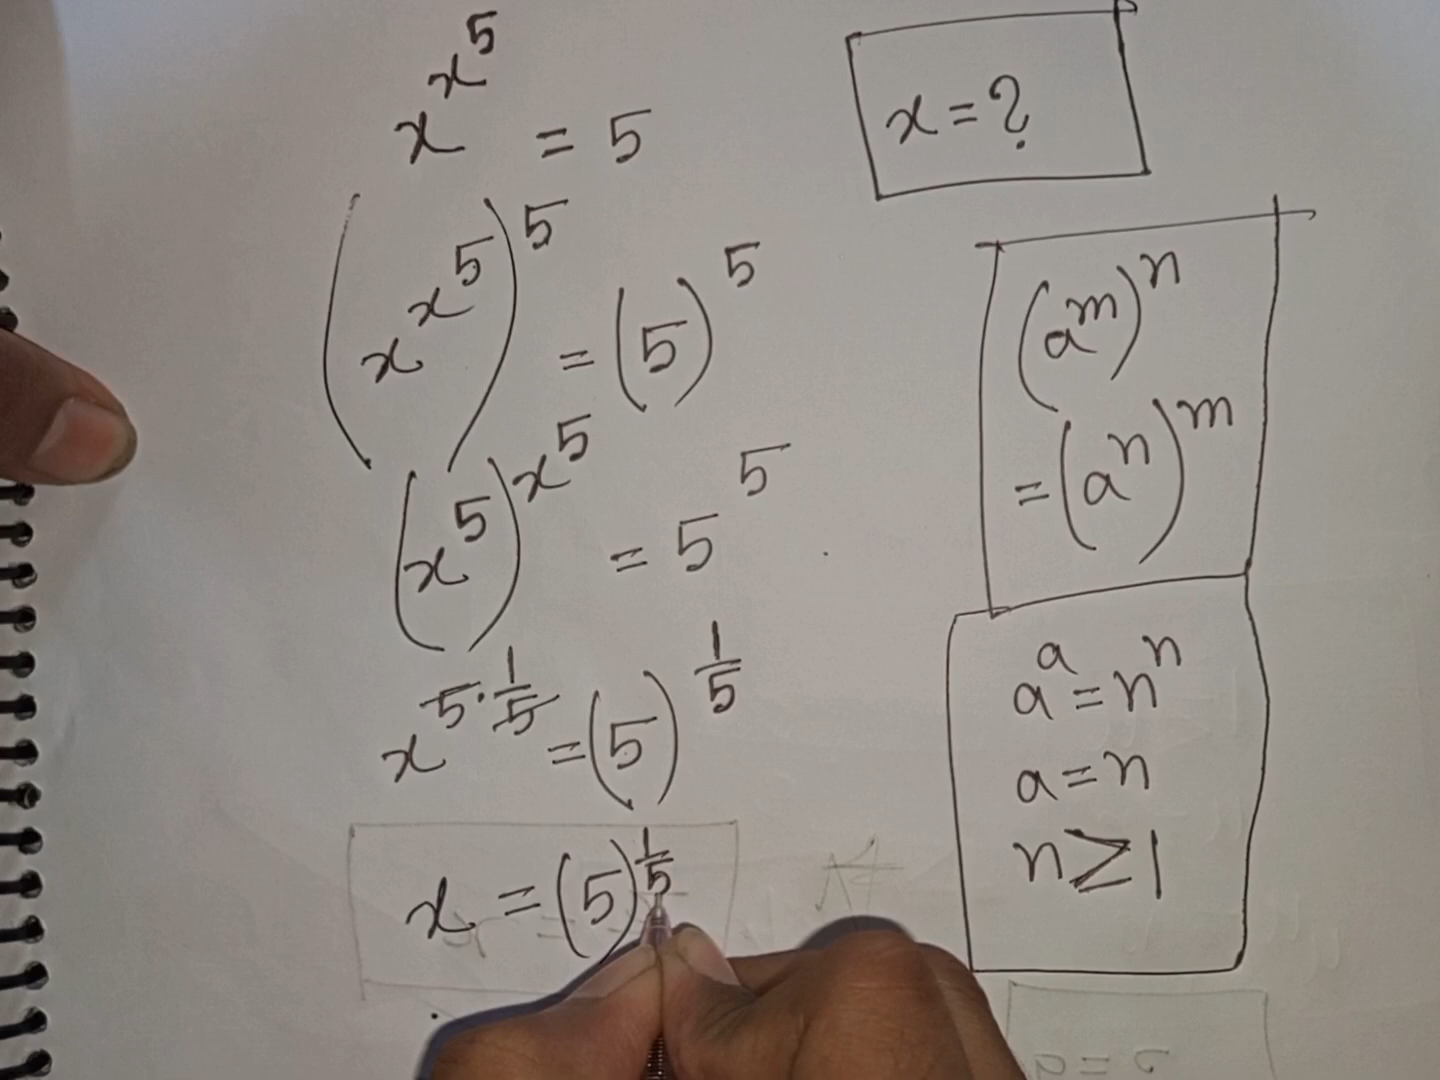 x^x^5 = 5
x = ?
(x^x^5)^5 = (5)^5
(x^5)^x^5 = 5^5
x^5·1/5 = (5)^1/5
x = (5)^1/5
(a^m)^n
= (a^n)^m
a^a = n^n
a = n
n ≥ 1